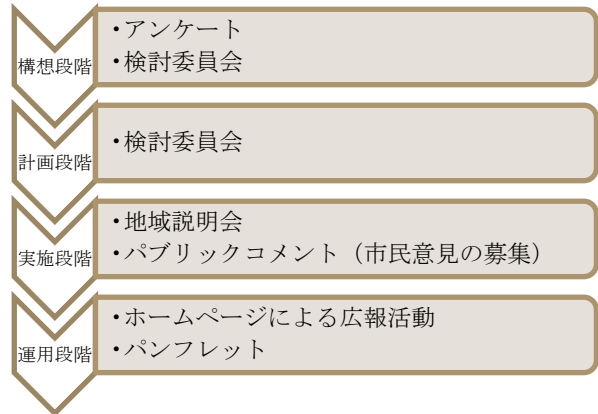 構想段階
・アンケート
・検討委員会
計画段階
・検討委員会
実施段階
・地域説明会
・パブリックコメント（市民意見の募集）
運用段階
・ホームページによる広報活動
・パンフレット